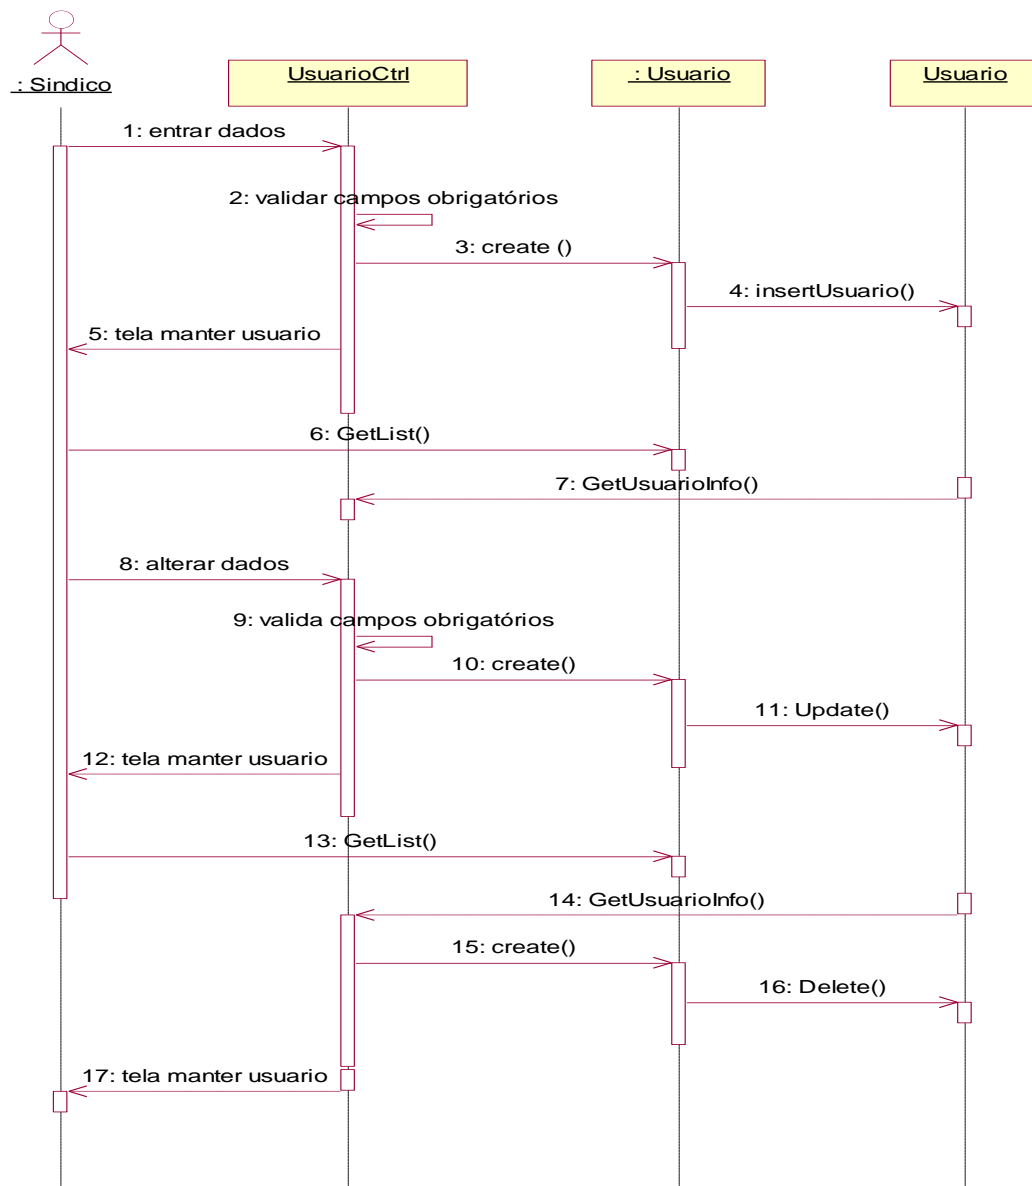 : Sindico
UsuarioCtrl
: Usuario
Usuario
1: entrar dados
2: validar campos obrigatórios
3: create ()
4: insertUsuario()
5: tela manter usuario
6: GetList()
7: GetUsuarioInfo()
8: alterar dados
9: valida campos obrigatórios
10: create()
11: Update()
12: tela manter usuario
13: GetList()
14: GetUsuarioInfo()
15: create()
16: Delete()
17: tela manter usuario